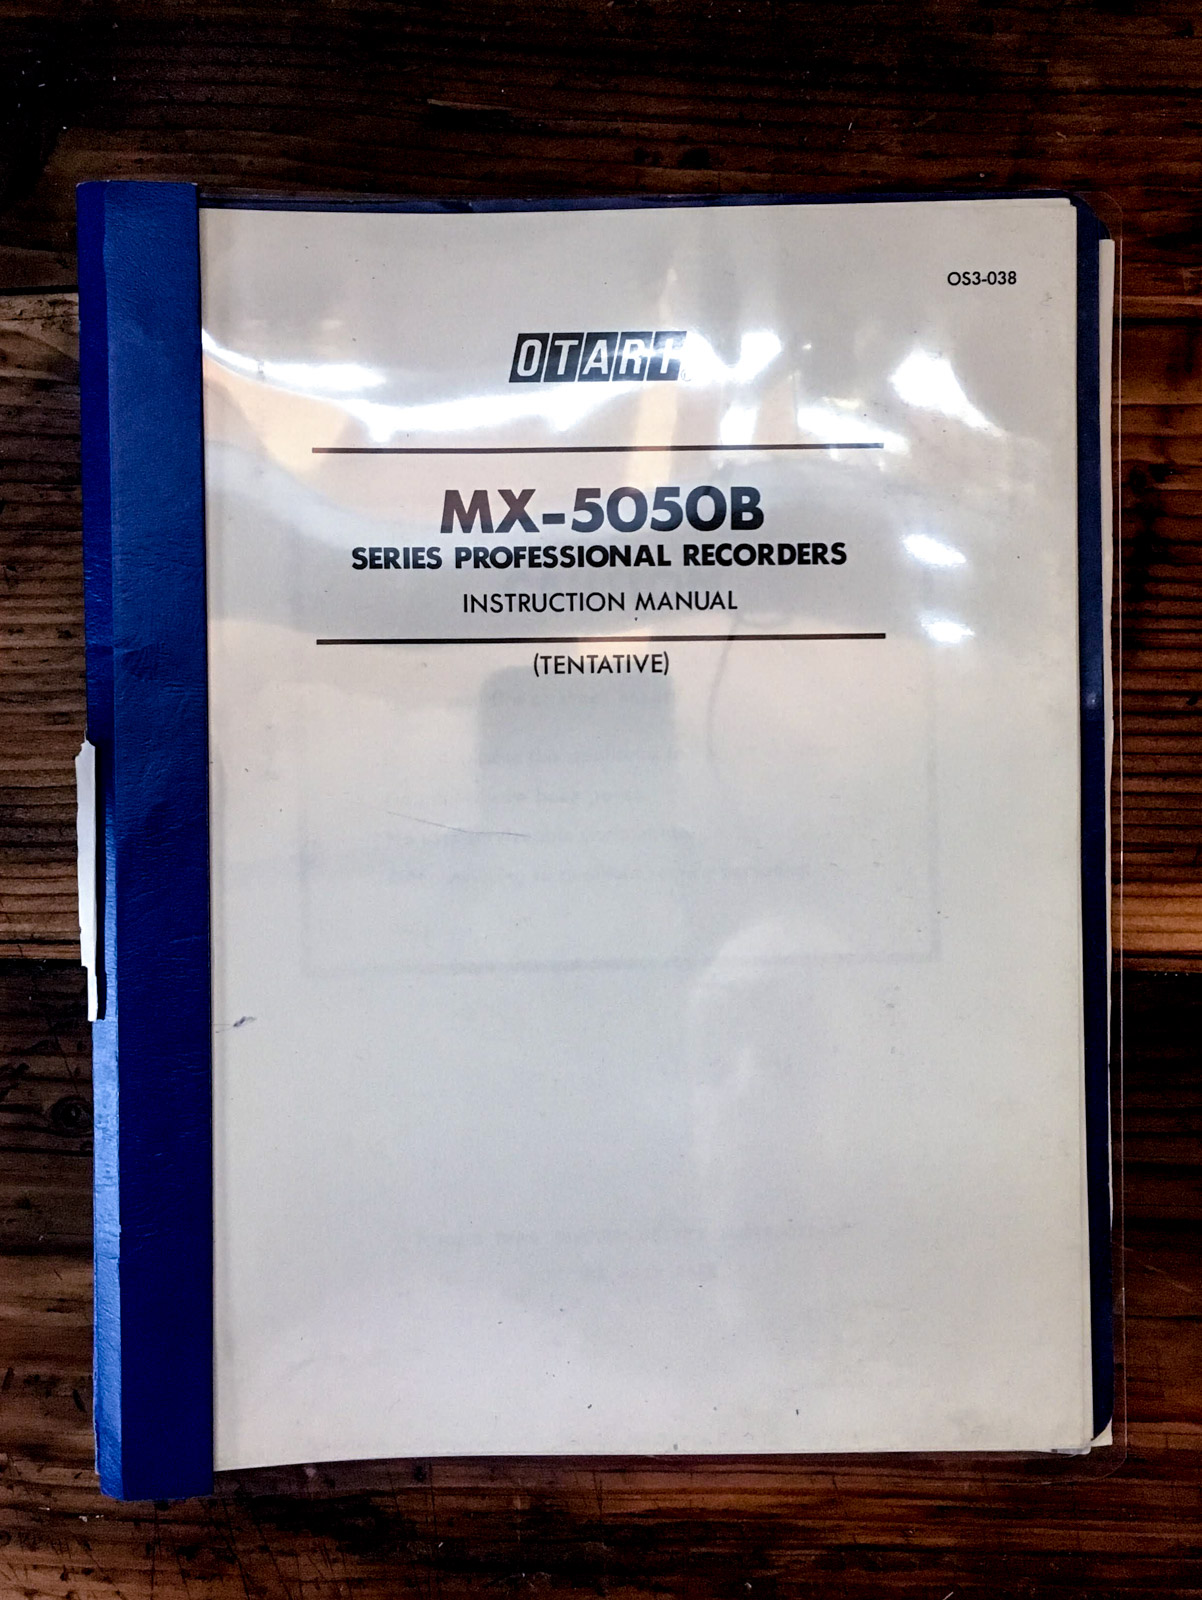 OS3-038
OTARI
MX-5050B
SERIES PROFESSIONAL RECORDERS
INSTRUCTION MANUAL
(TENTATIVE)